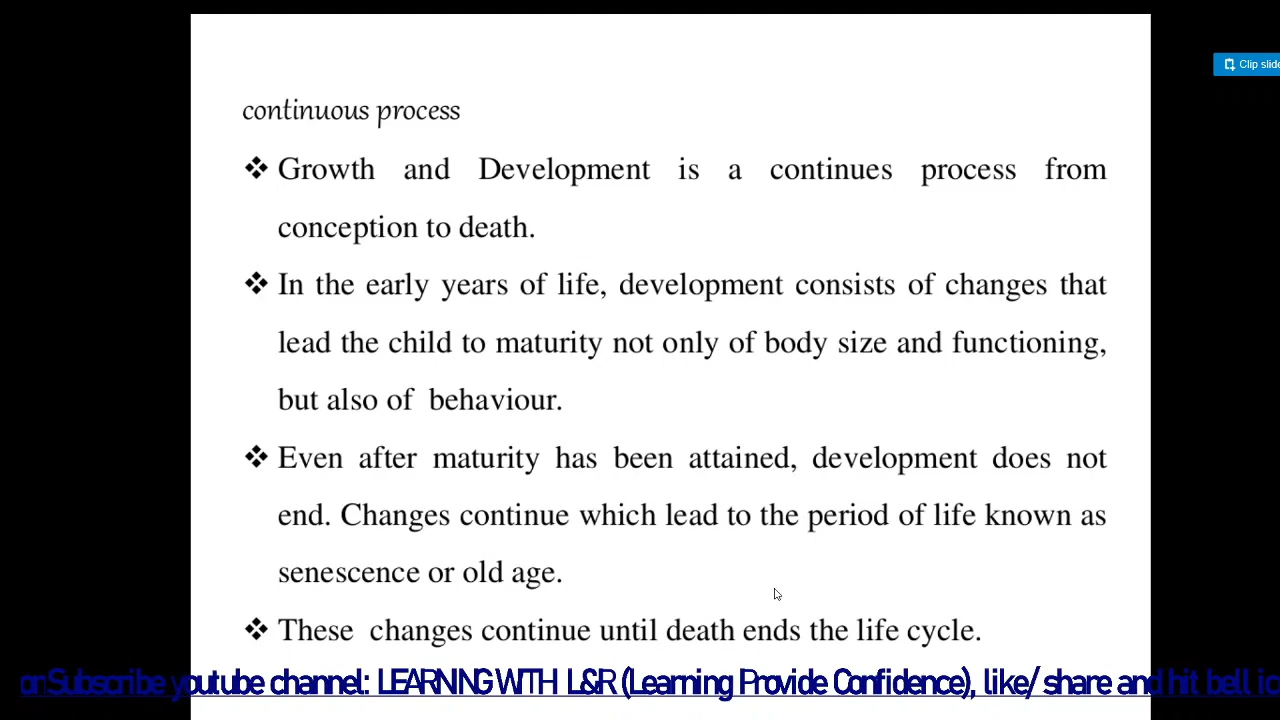 Clip slide
continuous process
❖ Growth and Development is a continues process from
conception to death.
❖ In the early years of life, development consists of changes that
lead the child to maturity not only of body size and functioning,
but also of behaviour.
❖ Even after maturity has been attained, development does not
end. Changes continue which lead to the period of life known as
senescence or old age.
❖ These changes continue until death ends the life cycle.
on Subscribe youtube channel: LEARNING WITH L&R (Learning Provide Confidence), like/ share and hit bell ic